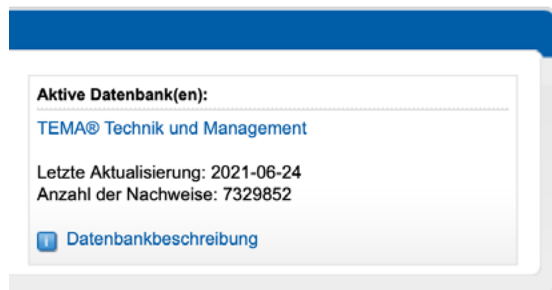 Aktive Datenbank(en):
TEMA® Technik und Management
Letzte Aktualisierung: 2021-06-24
Anzahl der Nachweise: 7329852
i Datenbankbeschreibung